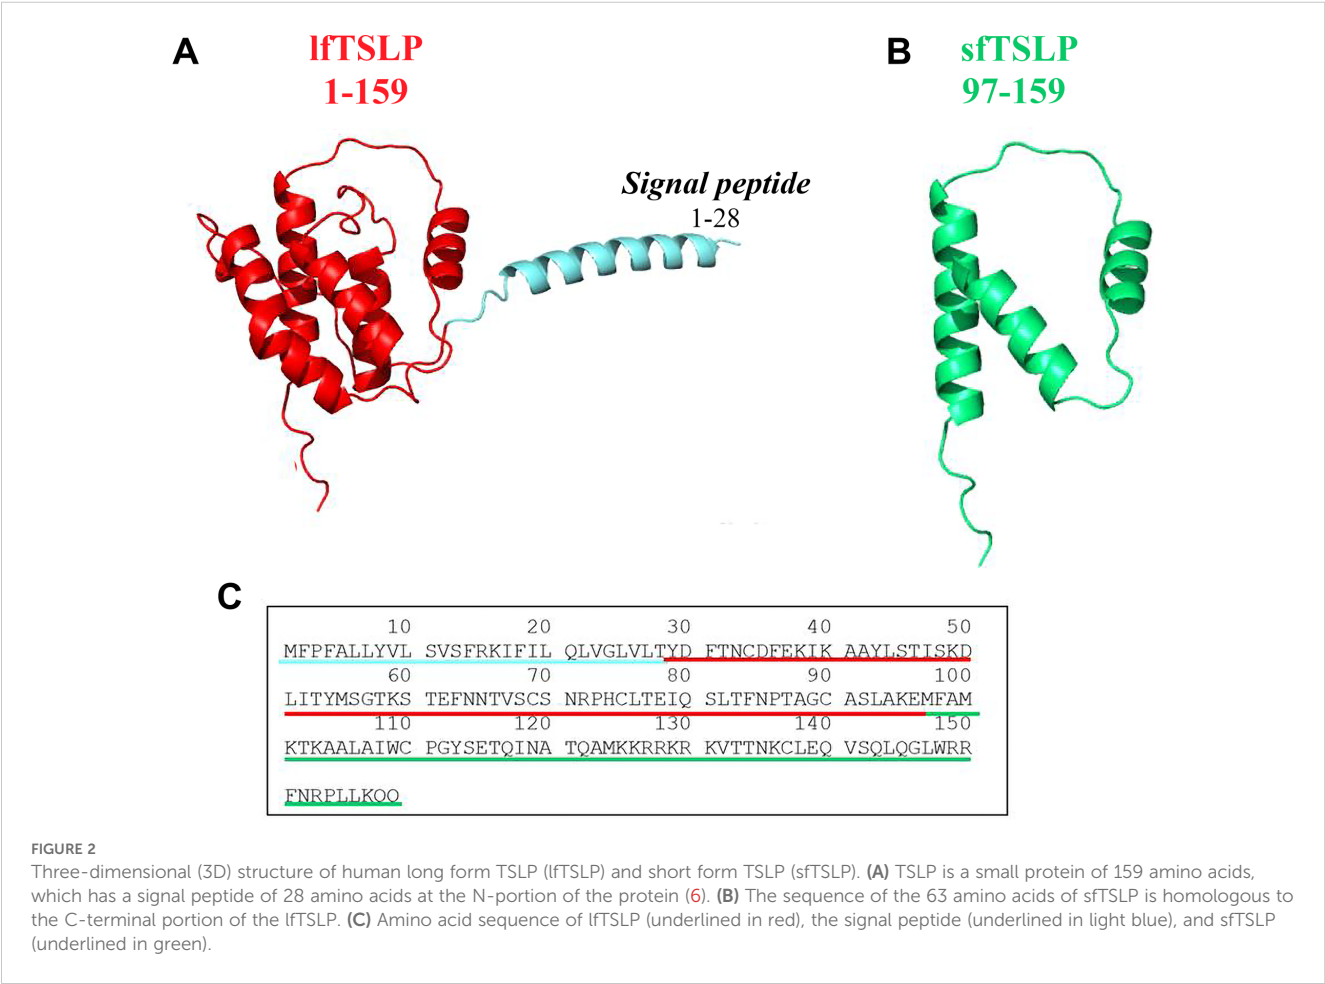 A
lfTSLP
1-159
B
sfTSLP
97-159
Signal peptide
1-28
C
10 20 30 40 50
MFPFALLYVL SVSFRKIFIL QLVGLVLTYD FTNCDFEKIK AAYLSTISKD
60 70 80 90 100
LITYMSGTKS TEFNNTVSCS NRPHCLTEIQ SLTFNPTAGC ASLAKEMFAM
110 120 130 140 150
KTKAALAIWC PGYSETQINA TQAMKKRRKR KVTTNKCLEQ VSQLQGLWRR
FNRPLLKQQ
FIGURE 2
Three-dimensional (3D) structure of human long form TSLP (lfTSLP) and short form TSLP (sfTSLP). (A) TSLP is a small protein of 159 amino acids,
which has a signal peptide of 28 amino acids at the N-portion of the protein (6). (B) The sequence of the 63 amino acids of sfTSLP is homologous to
the C-terminal portion of the lfTSLP. (C) Amino acid sequence of lfTSLP (underlined in red), the signal peptide (underlined in light blue), and sfTSLP
(underlined in green).